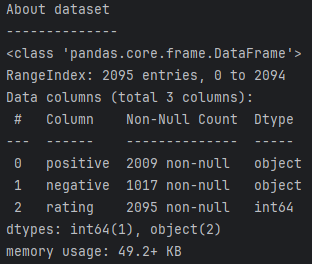 About dataset
--------------
<class 'pandas.core.frame.DataFrame'>
RangeIndex: 2095 entries, 0 to 2094
Data columns (total 3 columns):
 #   Column    Non-Null Count  Dtype
---  ------    --------------  -----
 0   positive  2009 non-null   object
 1   negative  1017 non-null   object
 2   rating    2095 non-null   int64
dtypes: int64(1), object(2)
memory usage: 49.2+ KB